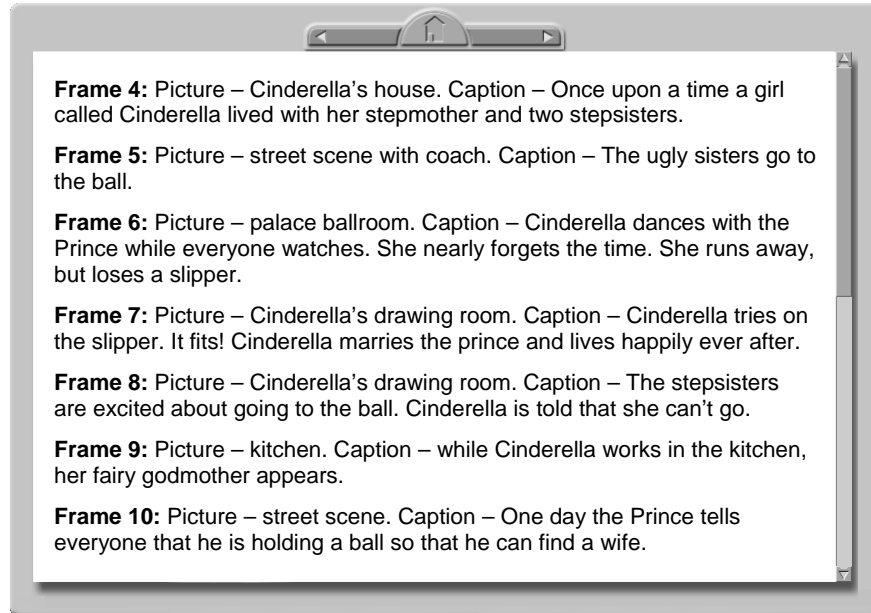 Frame 4: Picture – Cinderella’s house. Caption – Once upon a time a girl
called Cinderella lived with her stepmother and two stepsisters.
Frame 5: Picture – street scene with coach. Caption – The ugly sisters go to
the ball.
Frame 6: Picture – palace ballroom. Caption – Cinderella dances with the
Prince while everyone watches. She nearly forgets the time. She runs away,
but loses a slipper.
Frame 7: Picture – Cinderella’s drawing room. Caption – Cinderella tries on
the slipper. It fits! Cinderella marries the prince and lives happily ever after.
Frame 8: Picture – Cinderella’s drawing room. Caption – The stepsisters
are excited about going to the ball. Cinderella is told that she can’t go.
Frame 9: Picture – kitchen. Caption – while Cinderella works in the kitchen,
her fairy godmother appears.
Frame 10: Picture – street scene. Caption – One day the Prince tells
everyone that he is holding a ball so that he can find a wife.